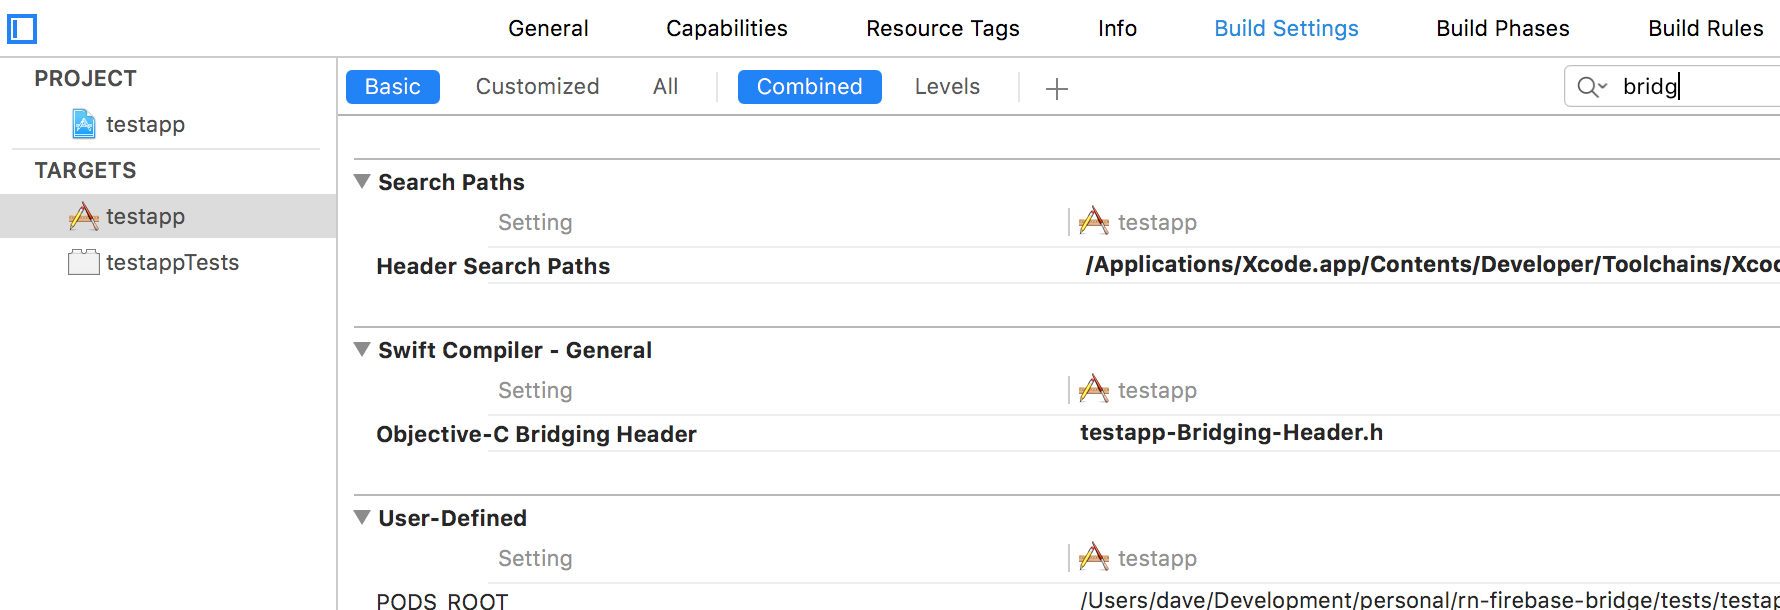 General Capabilities Resource Tags Info Build Settings Build Phases Build Rules
PROJECT
testapp
TARGETS
testapp
testappTests
Basic Customized All Combined Levels + bridg
Search Paths
Setting testapp
Header Search Paths /Applications/Xcode.app/Contents/Developer/Toolchains/Xcod
Swift Compiler - General
Setting testapp
Objective-C Bridging Header testapp-Bridging-Header.h
User-Defined
Setting testapp
PODS_ROOT /Users/dave/Development/personal/rn-firebase-bridge/tests/testap